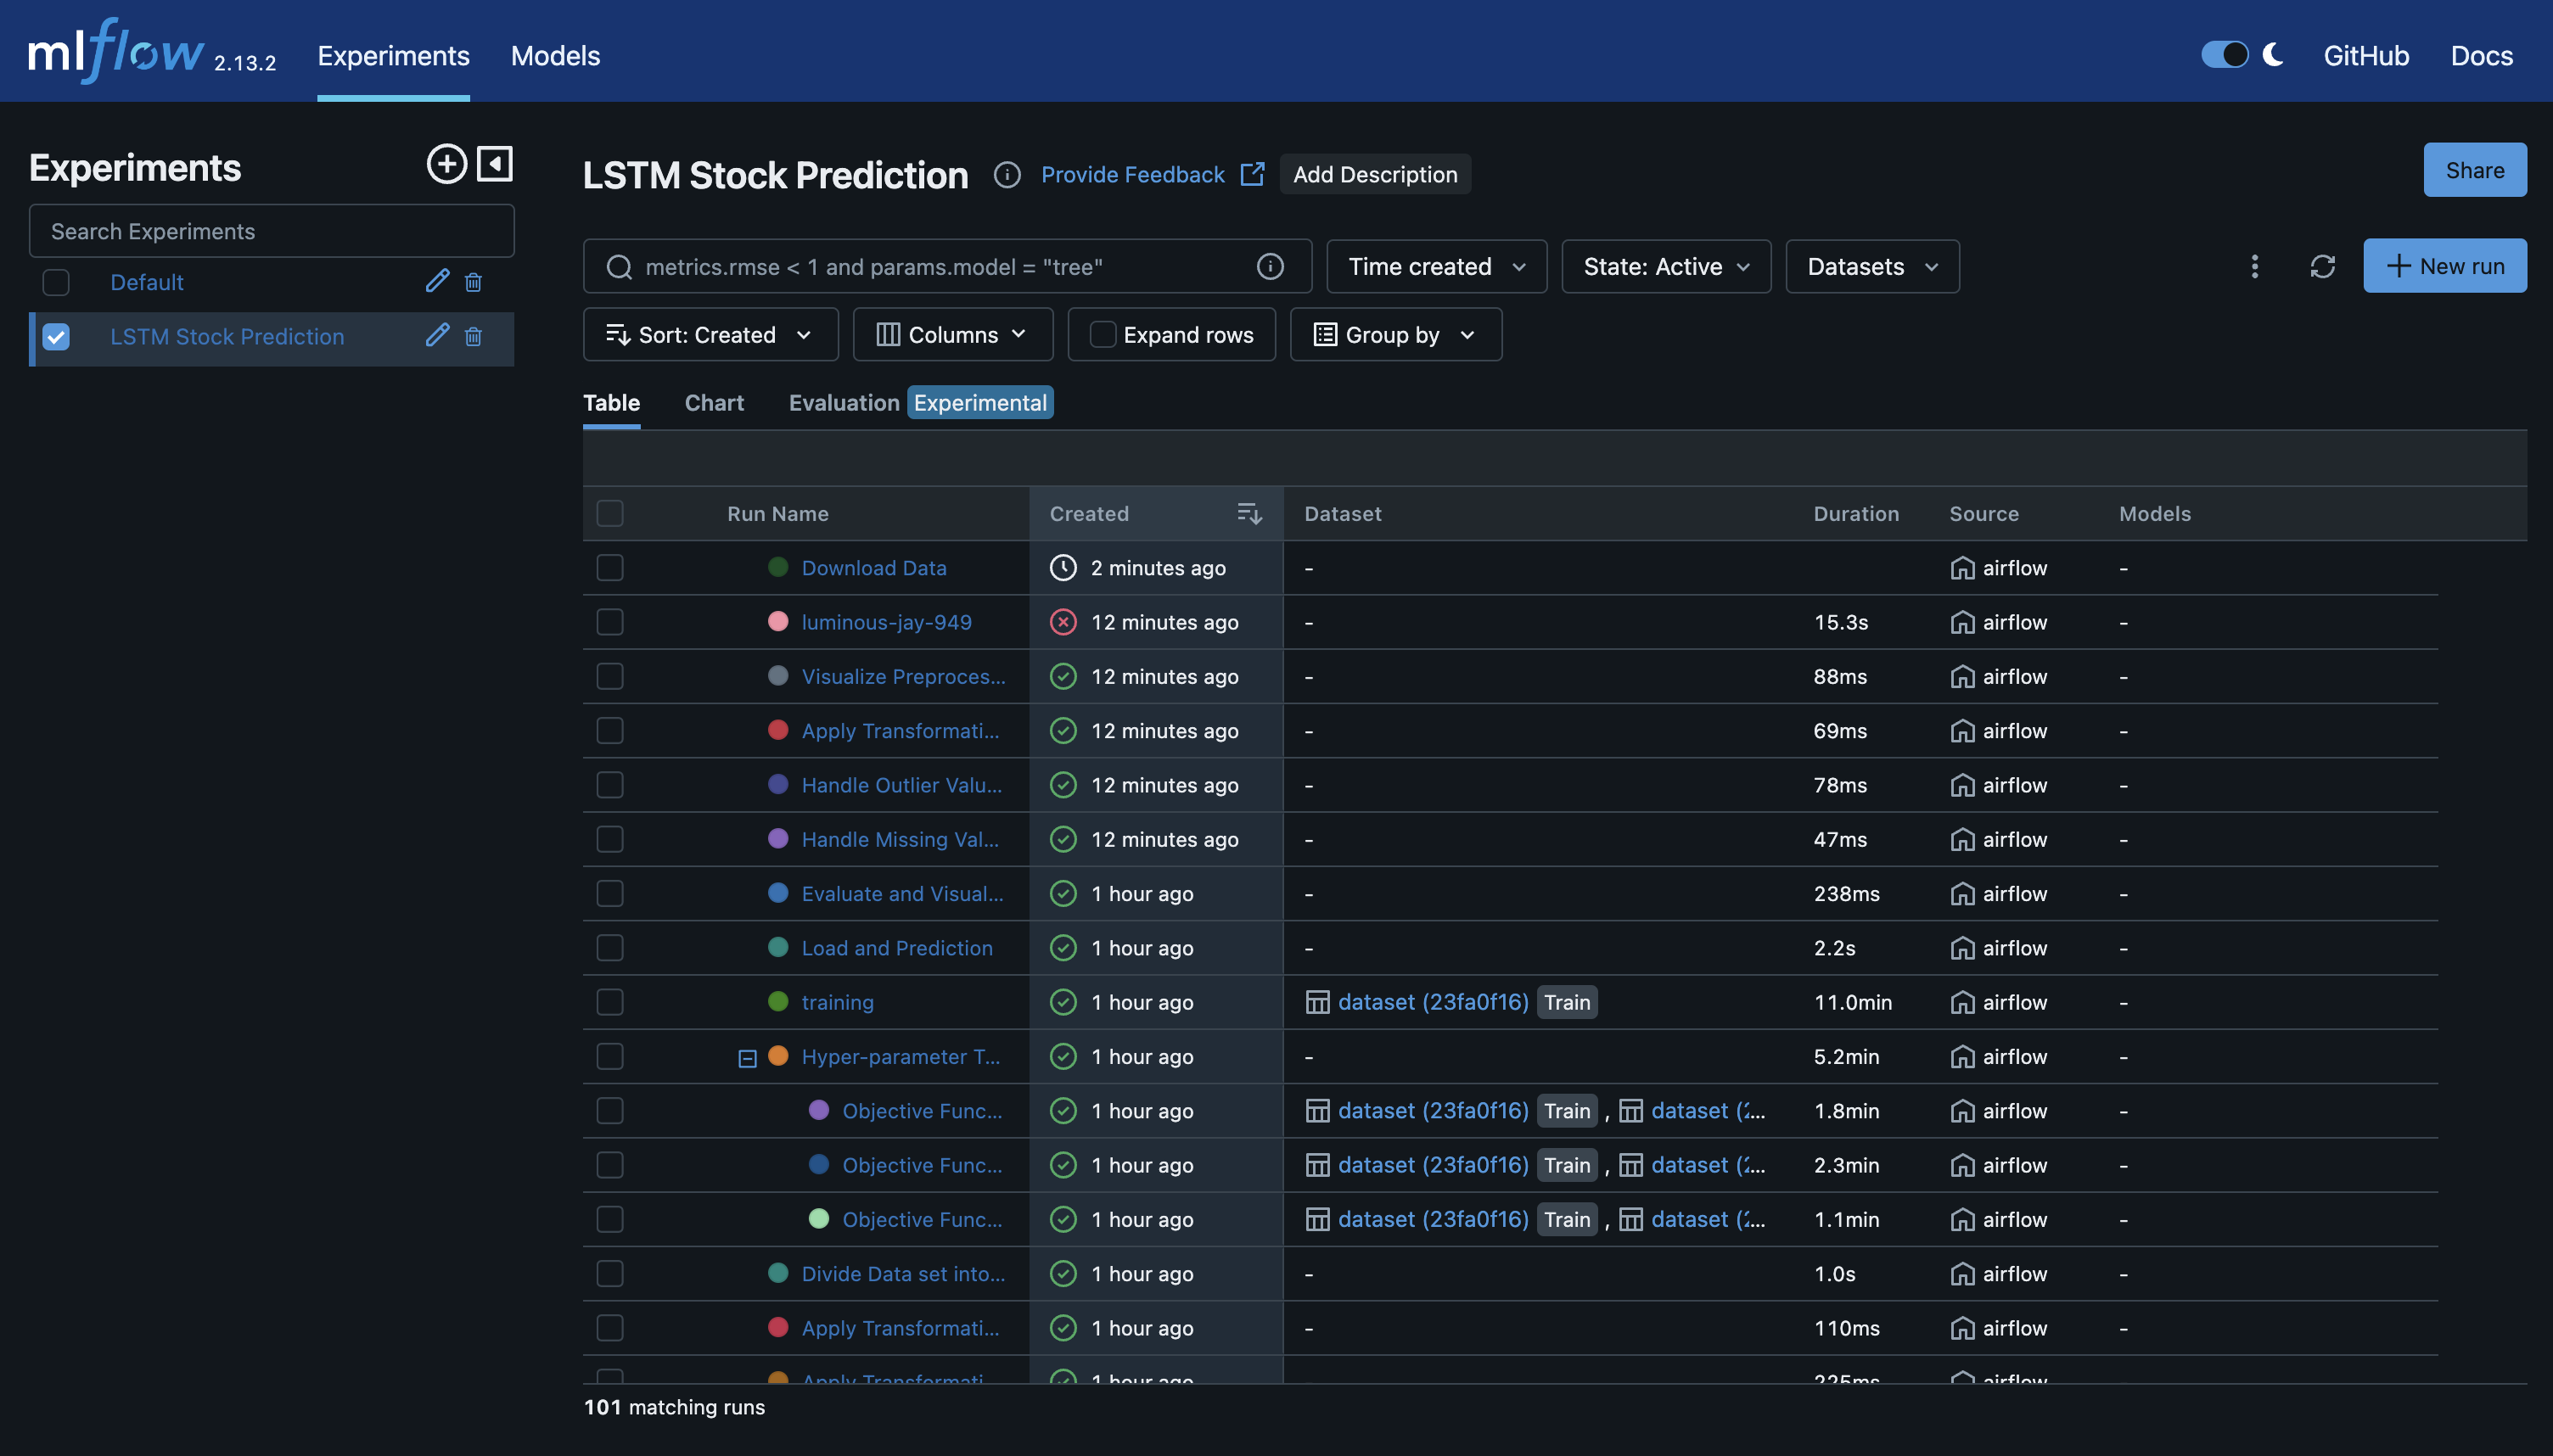 mlflow 2.13.2 Experiments Models GitHub Docs
Experiments
Search Experiments
Default
LSTM Stock Prediction
LSTM Stock Prediction Provide Feedback Add Description Share
metrics.rmse < 1 and params.model = "tree" Time created State: Active Datasets New run
Sort: Created Columns Expand rows Group by
Table Chart Evaluation Experimental
Run Name Created Dataset Duration Source Models
Download Data 2 minutes ago - airflow -
luminous-jay-949 12 minutes ago - 15.3s airflow -
Visualize Preproces... 12 minutes ago - 88ms airflow -
Apply Transformati... 12 minutes ago - 69ms airflow -
Handle Outlier Valu... 12 minutes ago - 78ms airflow -
Handle Missing Val... 12 minutes ago - 47ms airflow -
Evaluate and Visual... 1 hour ago - 238ms airflow -
Load and Prediction 1 hour ago - 2.2s airflow -
training 1 hour ago dataset (23fa0f16) Train 11.0min airflow -
Hyper-parameter T... 1 hour ago - 5.2min airflow -
Objective Func... 1 hour ago dataset (23fa0f16) Train , dataset (2... 1.8min airflow -
Objective Func... 1 hour ago dataset (23fa0f16) Train , dataset (2... 2.3min airflow -
Objective Func... 1 hour ago dataset (23fa0f16) Train , dataset (2... 1.1min airflow -
Divide Data set into... 1 hour ago - 1.0s airflow -
Apply Transformati... 1 hour ago - 110ms airflow -
Apply Transformati... 1 hour ago 225ms airflow
101 matching runs